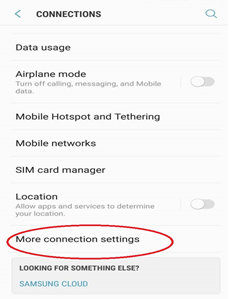 CONNECTIONS
Data usage
Airplane mode
Turn off calling, messaging, and Mobile
data.
Mobile Hotspot and Tethering
Mobile networks
SIM card manager
Location
Allow apps and services to determine
your location.
More connection settings
LOOKING FOR SOMETHING ELSE?
SAMSUNG CLOUD